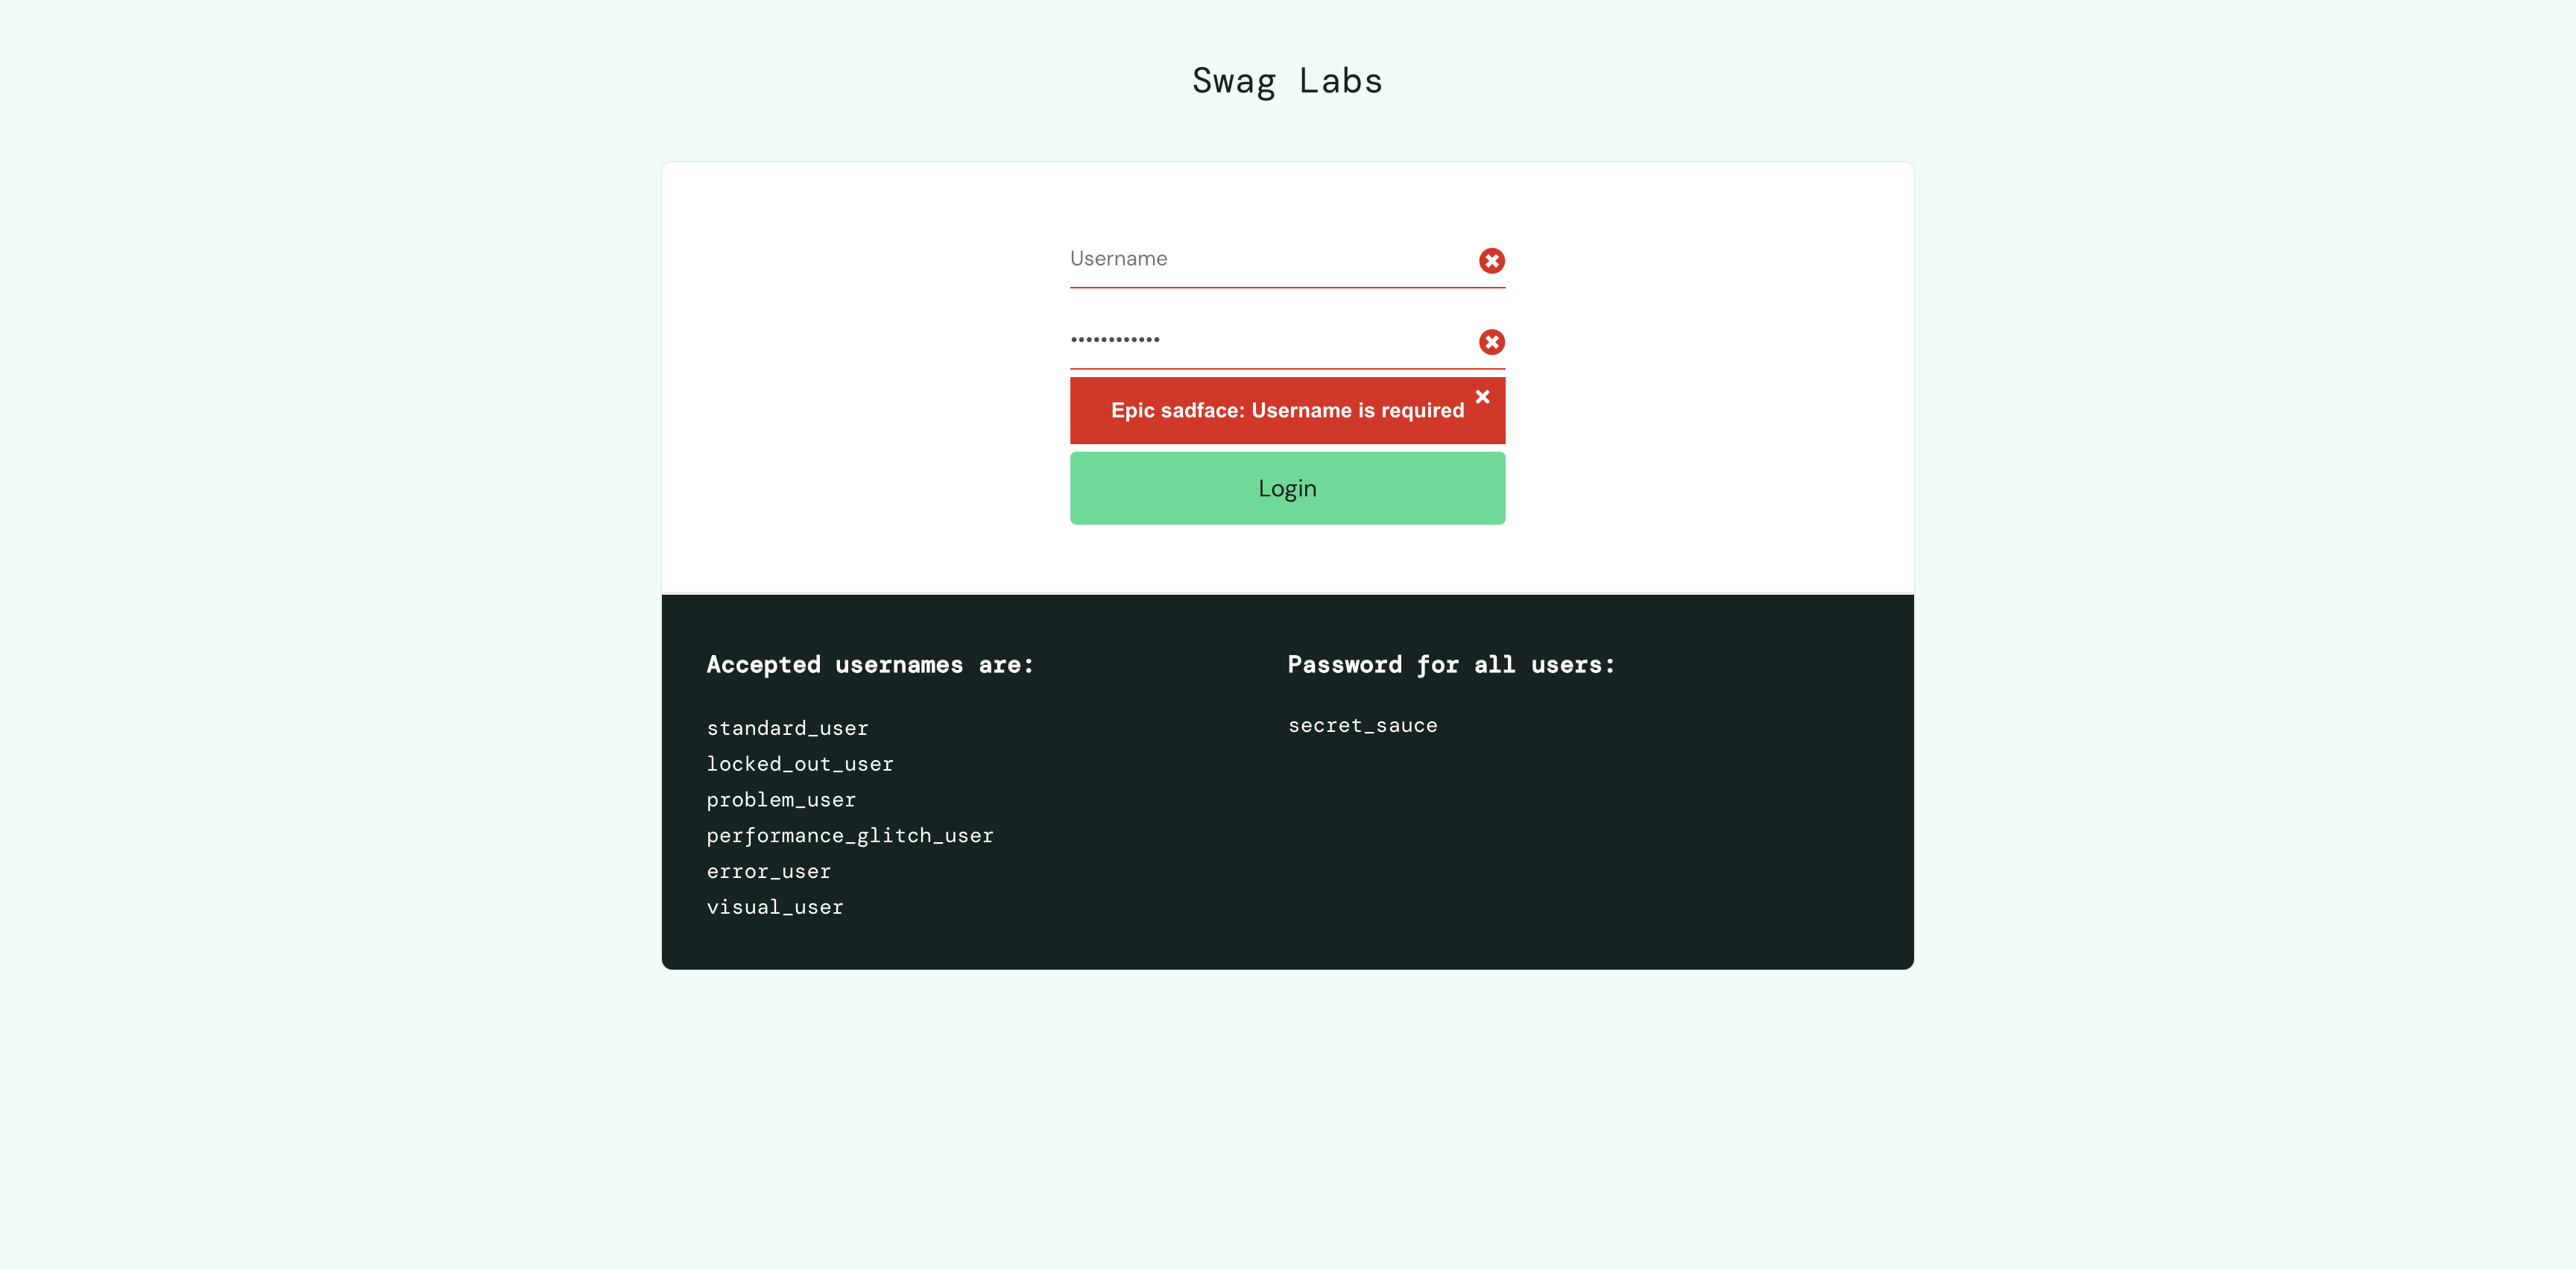 Swag Labs
Username
••••••••••••
Epic sadface: Username is required
Login
Accepted usernames are:
standard_user
locked_out_user
problem_user
performance_glitch_user
error_user
visual_user
Password for all users:
secret_sauce